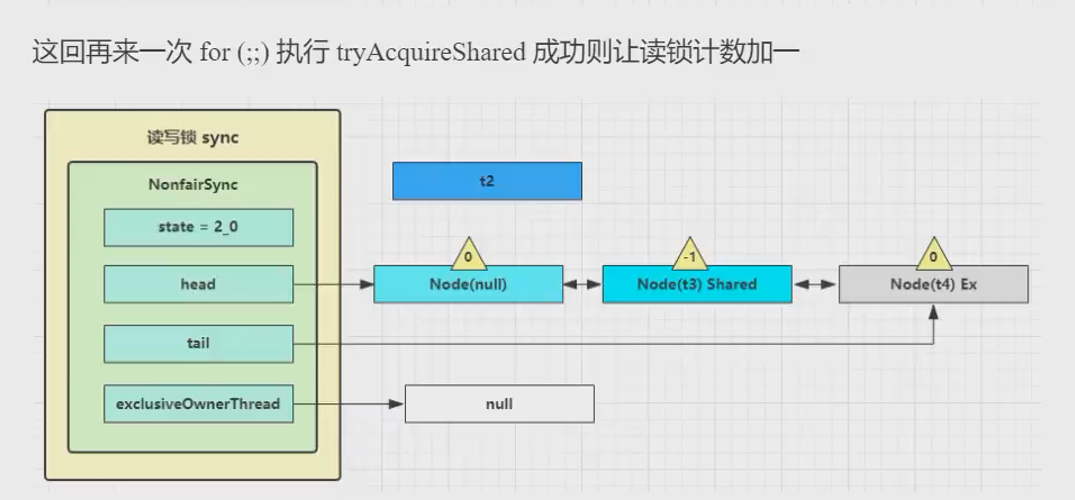 这回再来一次 for (;;) 执行 tryAcquireShared 成功则让读锁计数加一
读写锁 sync
NonfairSync
t2
state = 2_0
0
-1
0
head
Node(null)
Node(t3) Shared
Node(t4) Ex
tail
exclusiveOwnerThread
null